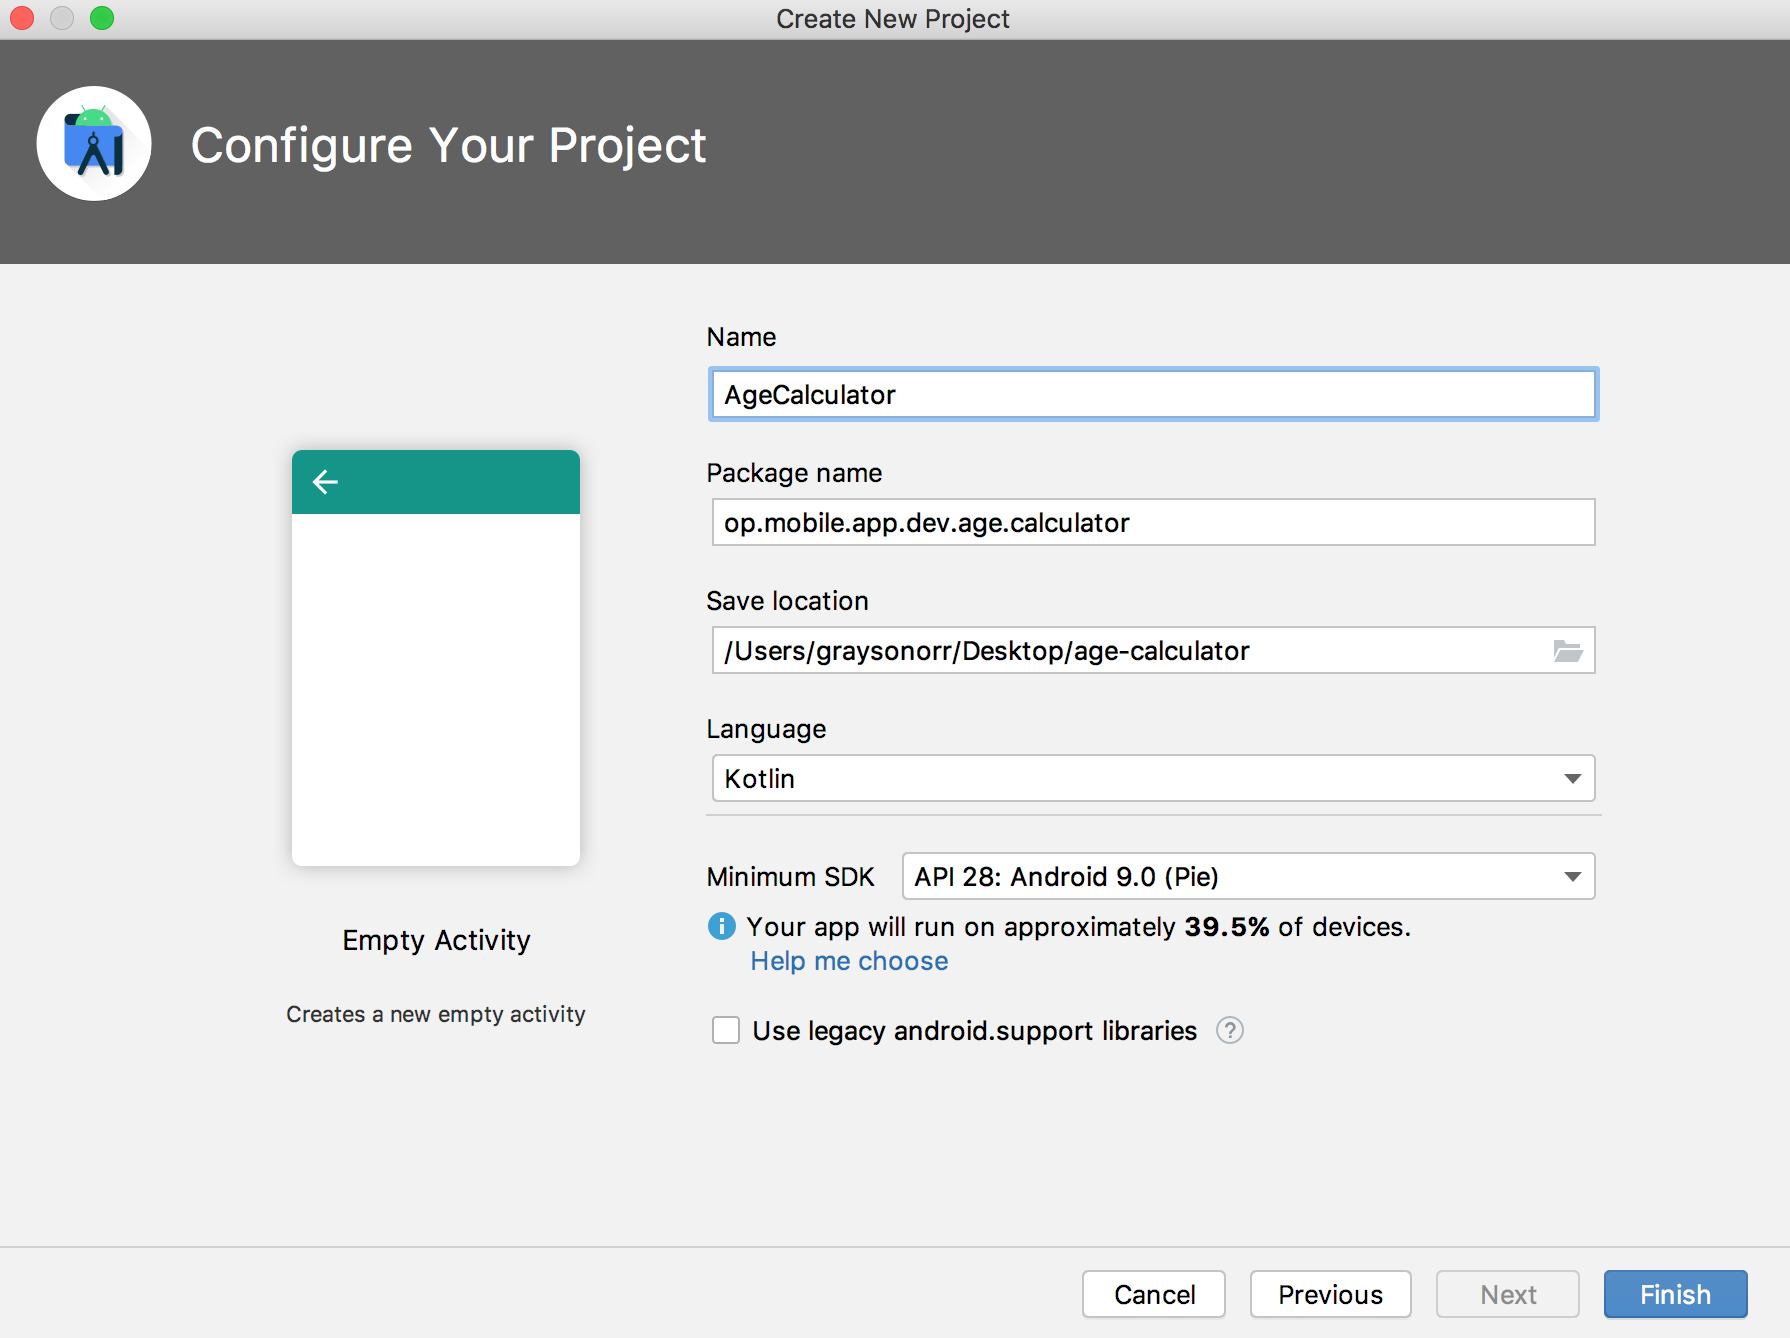 Create New Project
Configure Your Project
Name
AgeCalculator
Package name
op.mobile.app.dev.age.calculator
Save location
/Users/graysonorr/Desktop/age-calculator
Language
Kotlin
Minimum SDK API 28: Android 9.0 (Pie)
Your app will run on approximately 39.5% of devices.
Help me choose
Use legacy android.support libraries ?
Empty Activity
Creates a new empty activity
Cancel Previous Next Finish